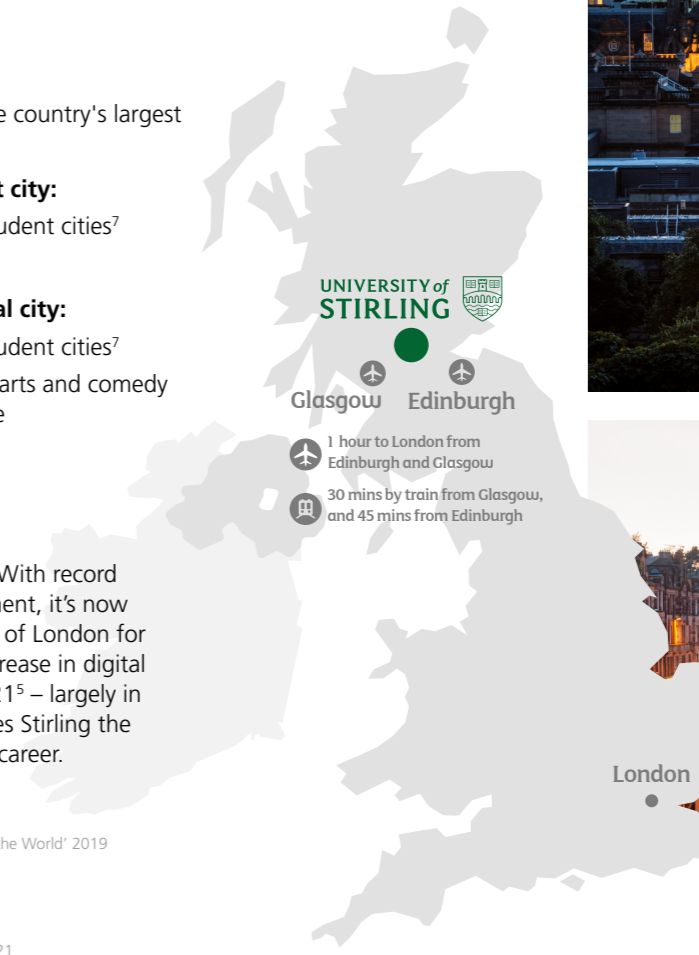 e country's largest
t city:
udent cities⁷
al city:
udent cities⁷
arts and comedy
e
With record
ent, it's now
of London for
rease in digital
21⁵ – largely in
es Stirling the
career.
he World' 2019
21
UNIVERSITY of
STIRLING
Glasgow Edinburgh
1 hour to London from
Edinburgh and Glasgow
30 mins by train from Glasgow,
and 45 mins from Edinburgh
London